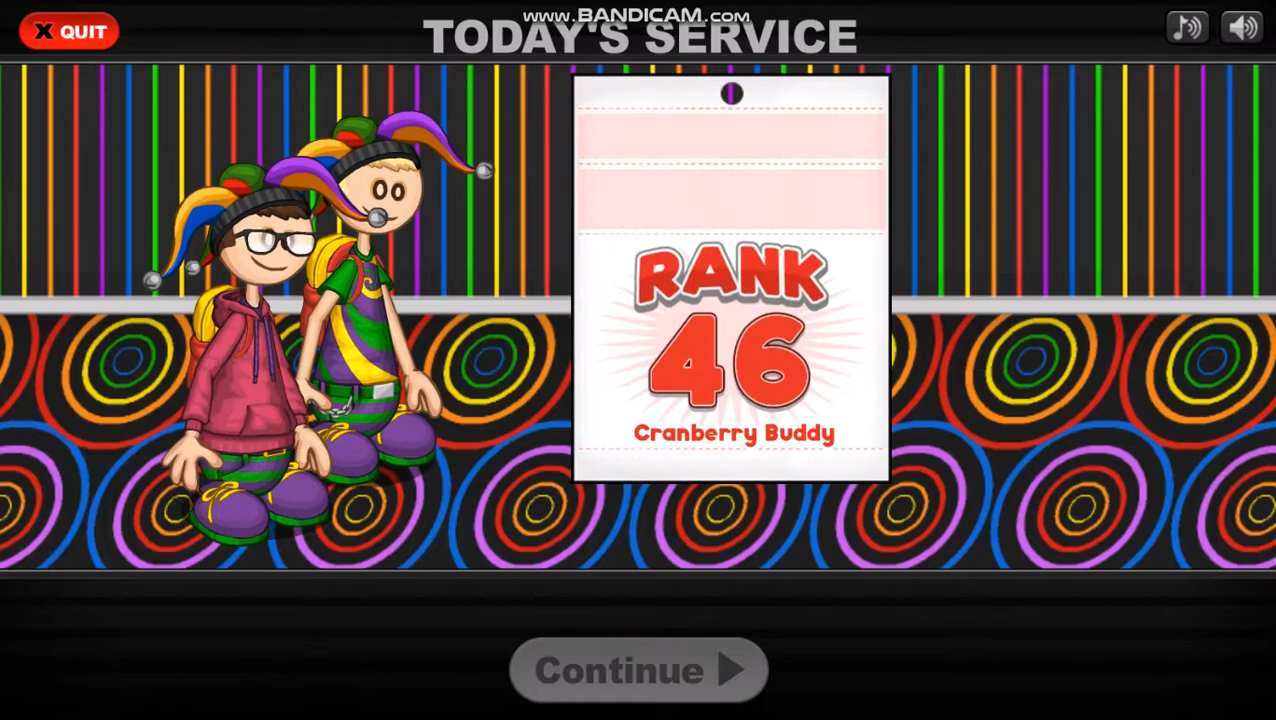 www.BANDICAM.com
X QUIT
TODAY'S SERVICE
RANK
46
Cranberry Buddy
Continue